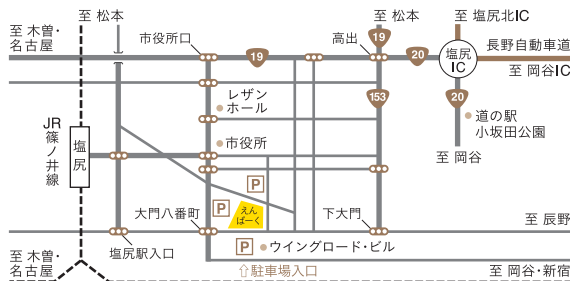 至 松本
至 松本
至 塩尻北IC
至 木曽・
名古屋
市役所口
19
高出
19
20
塩尻
IC
長野自動車道
至 岡谷IC
レザン
ホール
153
20
道の駅
小坂田公園
JR
篠ノ井線
塩尻
市役所
至 岡谷
P
P
えん
ぱーく
大門八番町
下大門
至 辰野
塩尻駅入口
P
ウイングロード・ビル
至 木曽・
名古屋
⇧駐車場入口
至 岡谷・新宿